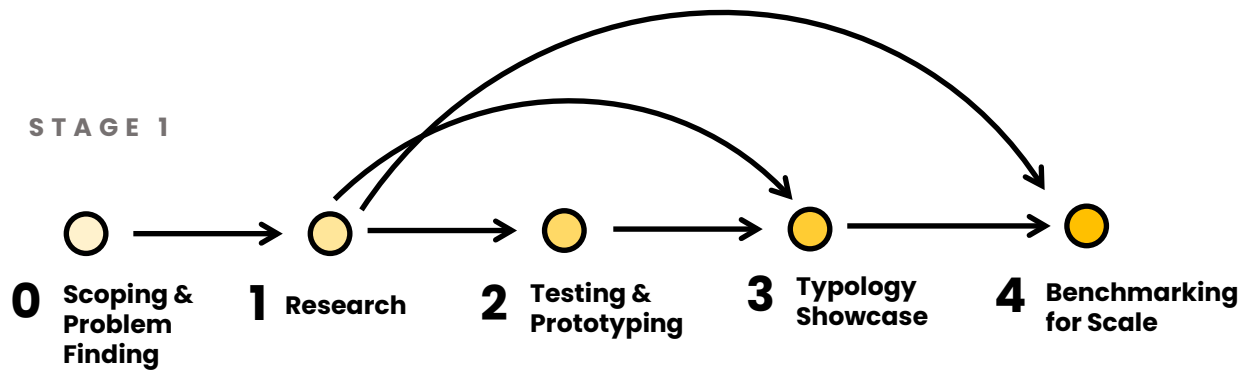 STAGE 1
0
Scoping &
Problem
Finding
1
Research
2
Testing &
Prototyping
3
Typology
Showcase
4
Benchmarking
for Scale